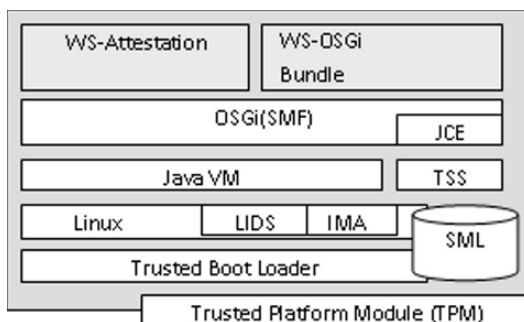 WS-Attestation
WS-OSGi
Bundle
OSGi(SMF)
JCE
Java VM
TSS
Linux
LIDS
IMA
SML
Trusted Boot Loader
Trusted Platform Module (TPM)